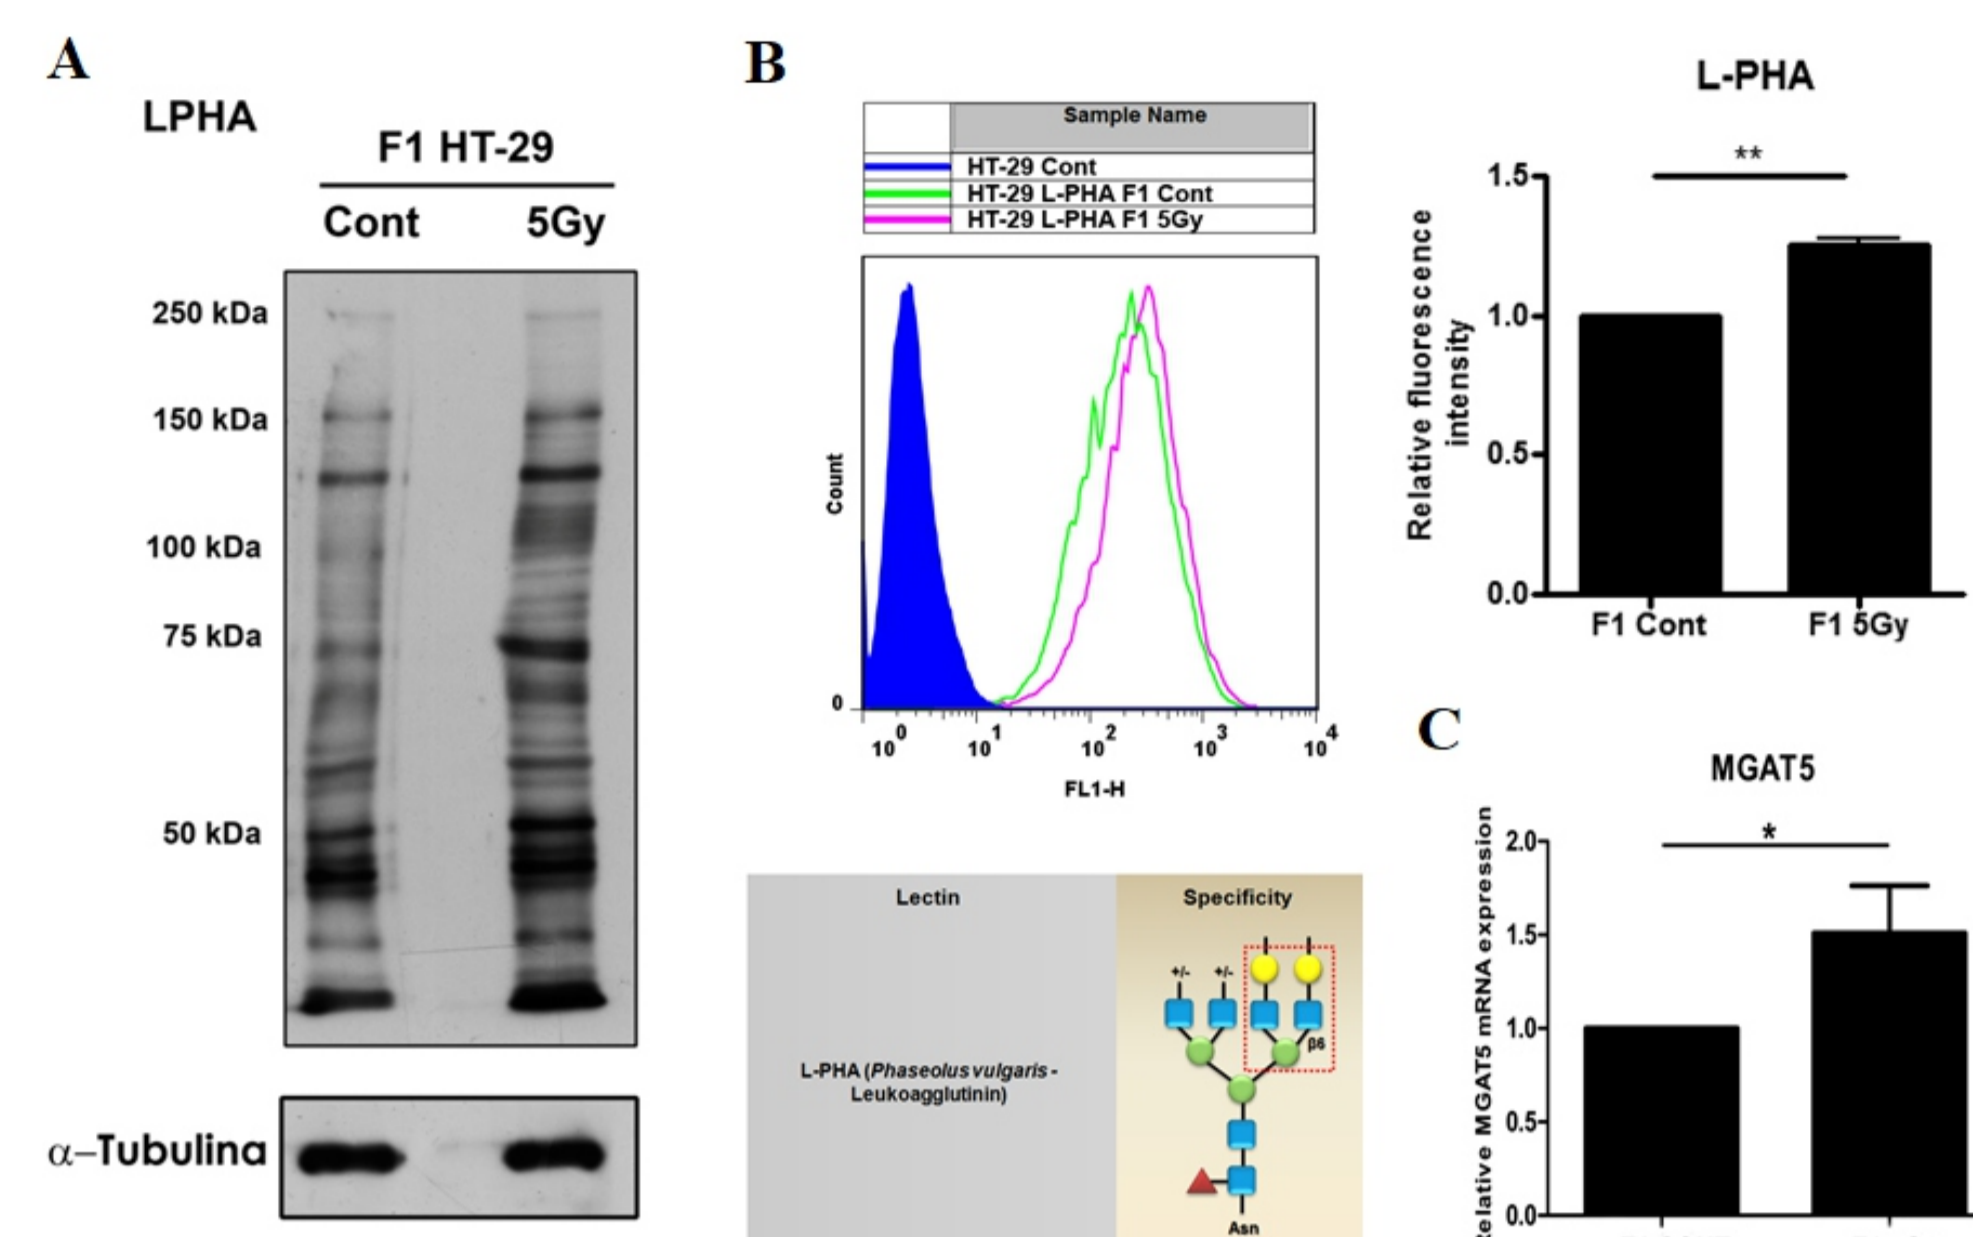 A
LPHA
F1 HT-29
Cont 5Gy
250 kDa
150 kDa
100 kDa
75 kDa
50 kDa
α–Tubulina
B
Sample Name
HT-29 Cont
HT-29 L-PHA F1 Cont
HT-29 L-PHA F1 5Gy
Count
0
10^0 10^1 10^2 10^3 10^4
FL1-H
L-PHA
**
Relative fluorescence
intensity
1.5
1.0
0.5
0.0
F1 Cont F1 5Gy
Lectin
Specificity
L-PHA (Phaseolus vulgaris -
Leukoagglutinin)
+/- +/-
β6
Asn
C
MGAT5
*
MGAT5 mRNA expression
2.0
1.5
1.0
0.5
0.0